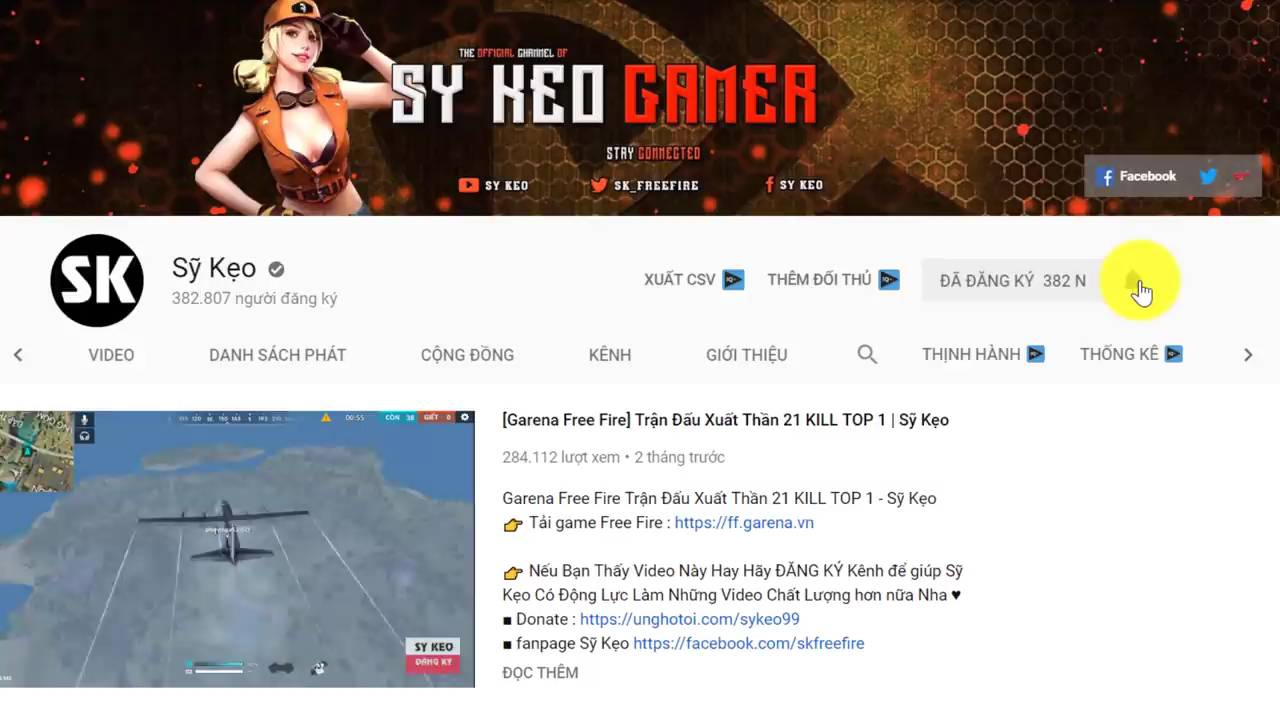 THE OFFICIAL CHANNEL OF
SY KEO GAMER
STAY CONNECTED
SY KEO
SK_FREEFIRE
SY KEO
Facebook
SK
Sỹ Kẹo
382.807 người đăng ký
XUẤT CSV
THÊM ĐỐI THỦ
ĐÃ ĐĂNG KÝ 382 N
VIDEO
DANH SÁCH PHÁT
CỘNG ĐỒNG
KÊNH
GIỚI THIỆU
THỊNH HÀNH
THỐNG KÊ
00:55
CÒN 38
GIẾT 0
SY KEO
ĐĂNG KÝ
[Garena Free Fire] Trận Đấu Xuất Thần 21 KILL TOP 1 | Sỹ Kẹo
284.112 lượt xem • 2 tháng trước
Garena Free Fire Trận Đấu Xuất Thần 21 KILL TOP 1 - Sỹ Kẹo
👉 Tải game Free Fire : https://ff.garena.vn
👉 Nếu Bạn Thấy Video Này Hay Hãy ĐĂNG KÝ Kênh để giúp Sỹ
Kẹo Có Động Lực Làm Những Video Chất Lượng hơn nữa Nha ♥
■ Donate : https://unghotoi.com/sykeo99
■ fanpage Sỹ Kẹo https://facebook.com/skfreefire
ĐỌC THÊM